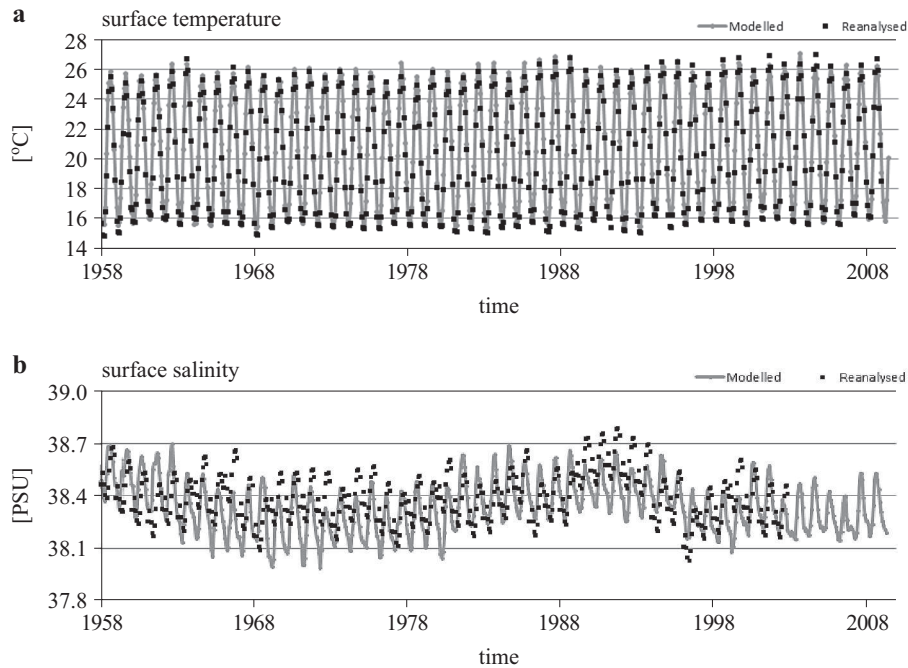 a
surface temperature
Modelled
Reanalysed
28
26
24
22
20
18
16
14
[ºC]
1958
1968
1978
1988
1998
2008
time
b
surface salinity
Modelled
Reanalysed
39.0
38.7
38.4
38.1
37.8
[PSU]
1958
1968
1978
1988
1998
2008
time